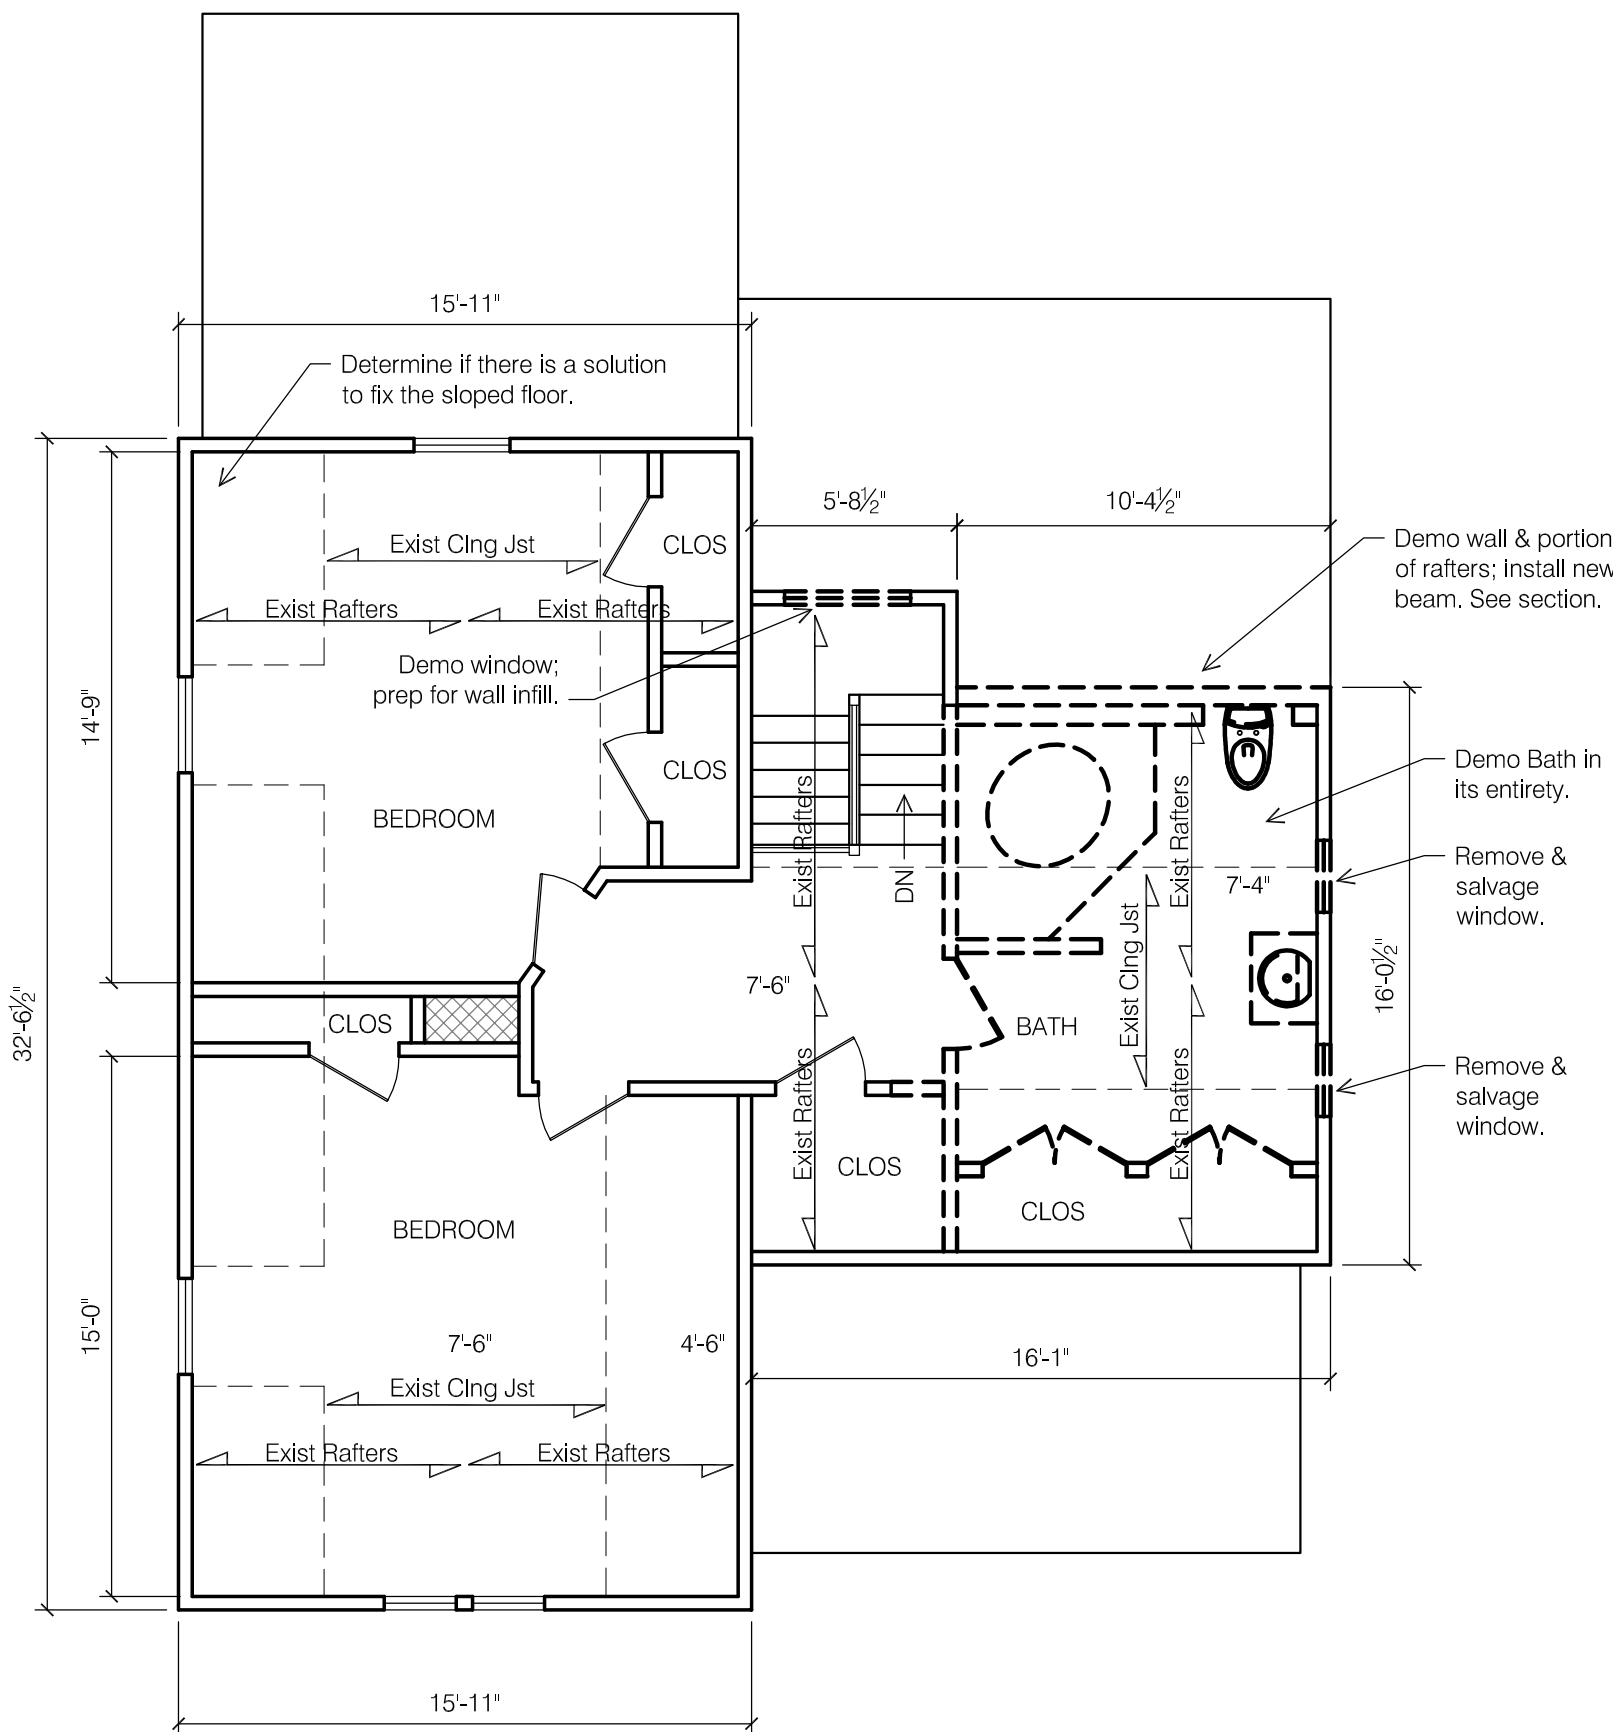 15'-11"
Determine if there is a solution
to fix the sloped floor.
5'-8½"
10'-4½"
Demo wall & portion
of rafters; install new
beam. See section.
Exist Clng Jst
CLOS
Exist Rafters
Exist Rafters
Demo window;
prep for wall infill.
14'-9"
CLOS
BEDROOM
Exist Rafters
DN
Exist Rafters
Demo Bath in
its entirety.
7'-4"
Remove &
salvage
window.
Exist Clng Jst
7'-6"
BATH
16'-0½"
32'-6½"
CLOS
Remove &
salvage
window.
Exist Rafters
Exist Rafters
CLOS
CLOS
BEDROOM
15'-0"
7'-6"
4'-6"
16'-1"
Exist Clng Jst
Exist Rafters
Exist Rafters
15'-11"